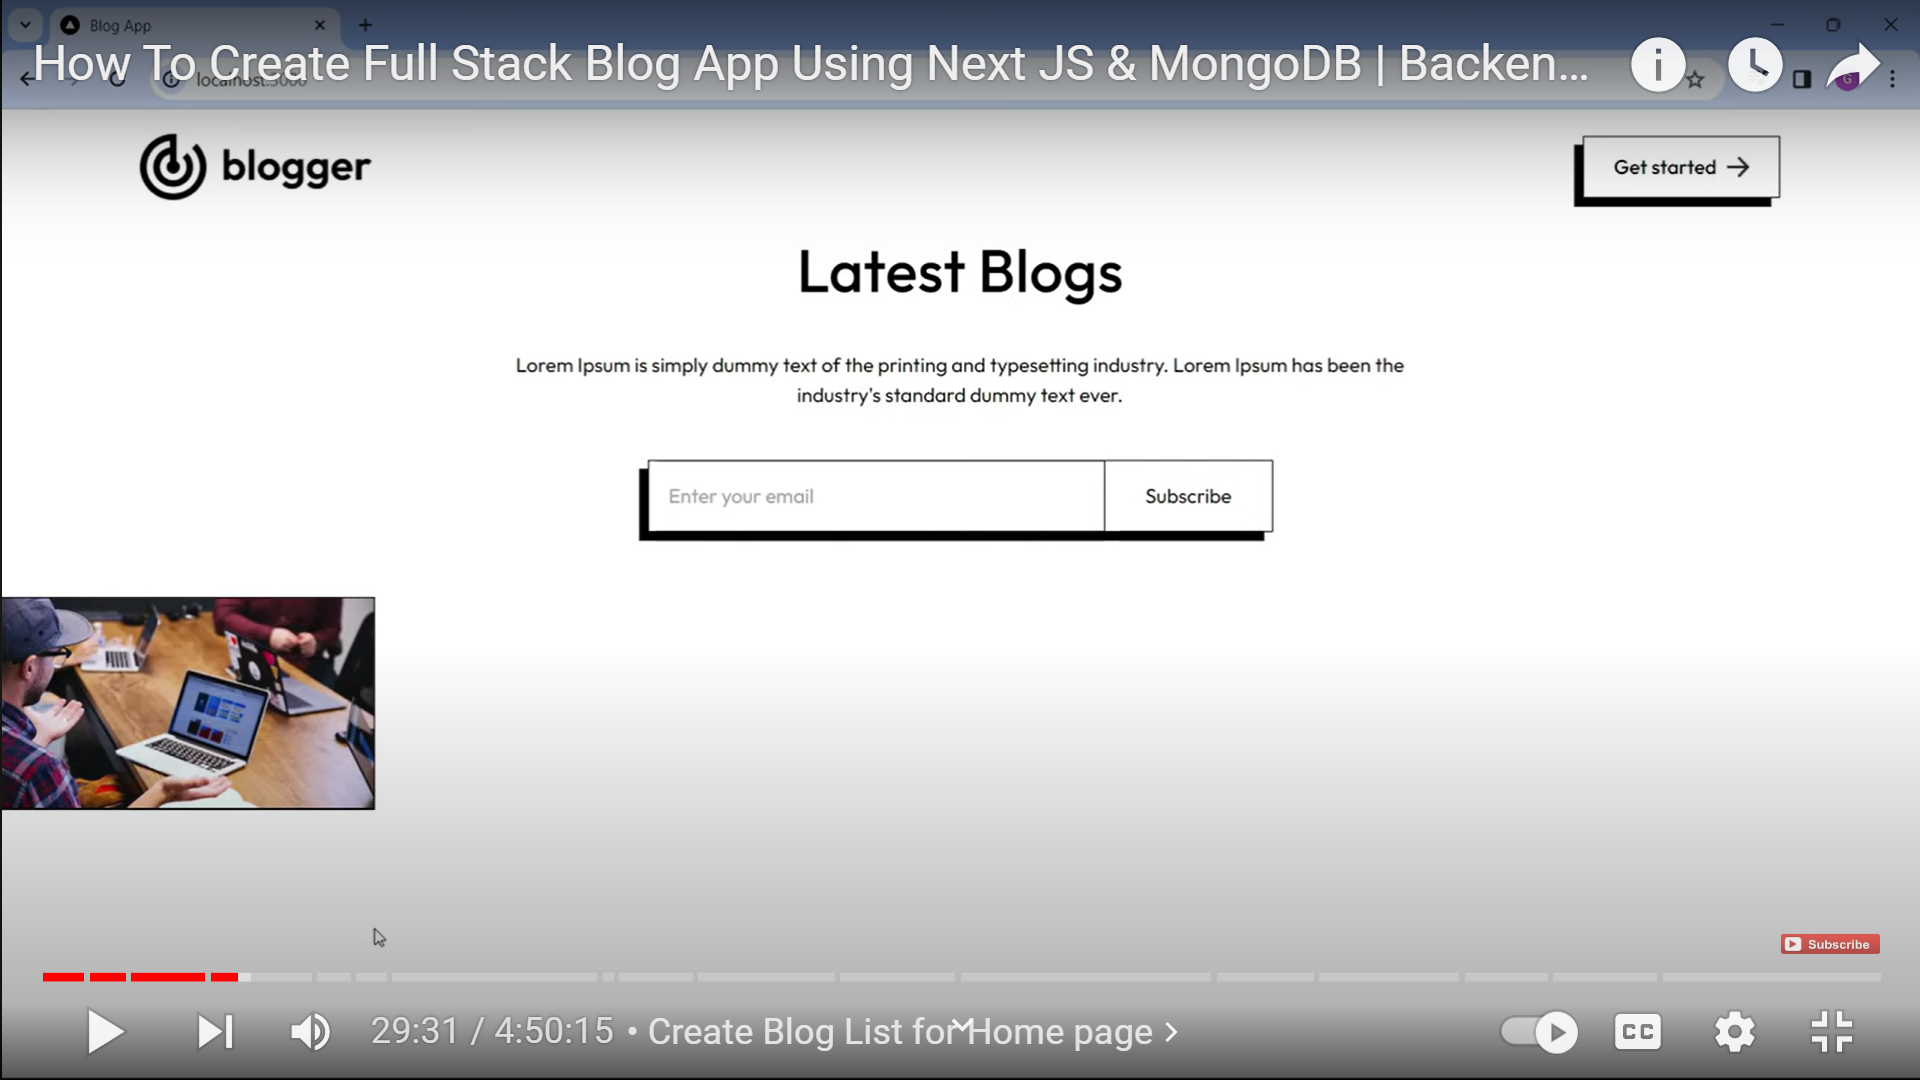 Blog App
How To Create Full Stack Blog App Using Next JS & MongoDB | Backen...
localhost:3000
blogger
Get started
Latest Blogs
Lorem Ipsum is simply dummy text of the printing and typesetting industry. Lorem Ipsum has been the
industry's standard dummy text ever.
Enter your email
Subscribe
Subscribe
29:31 / 4:50:15 • Create Blog List for Home page
CC